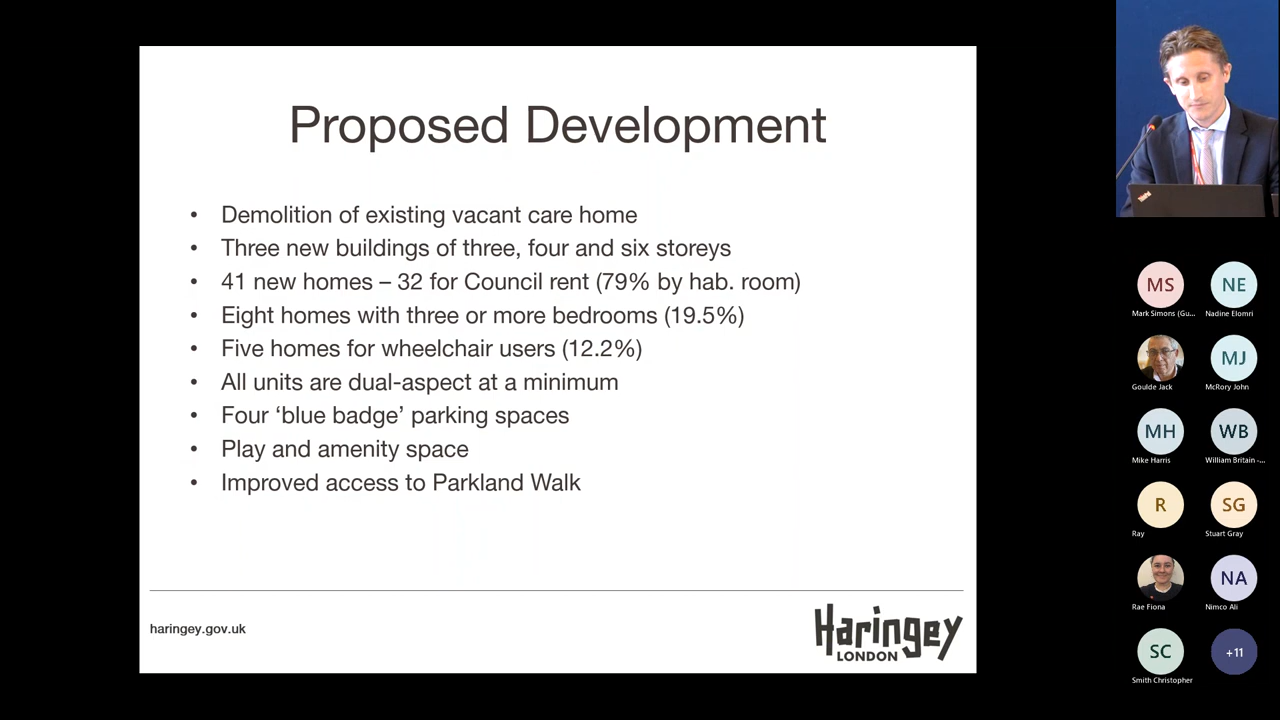 Proposed Development
• Demolition of existing vacant care home
• Three new buildings of three, four and six storeys
• 41 new homes – 32 for Council rent (79% by hab. room)
• Eight homes with three or more bedrooms (19.5%)
• Five homes for wheelchair users (12.2%)
• All units are dual-aspect at a minimum
• Four ‘blue badge’ parking spaces
• Play and amenity space
• Improved access to Parkland Walk
haringey.gov.uk
Haringey
LONDON
MS
NE
Mark Simons (Gu...
Nadine Elomri
MJ
Goulde Jack
McRory John
MH
WB
Mike Harris
William Britain -...
R
SG
Ray
Stuart Gray
NA
Rae Fiona
Nimco Ali
SC
+11
Smith Christopher